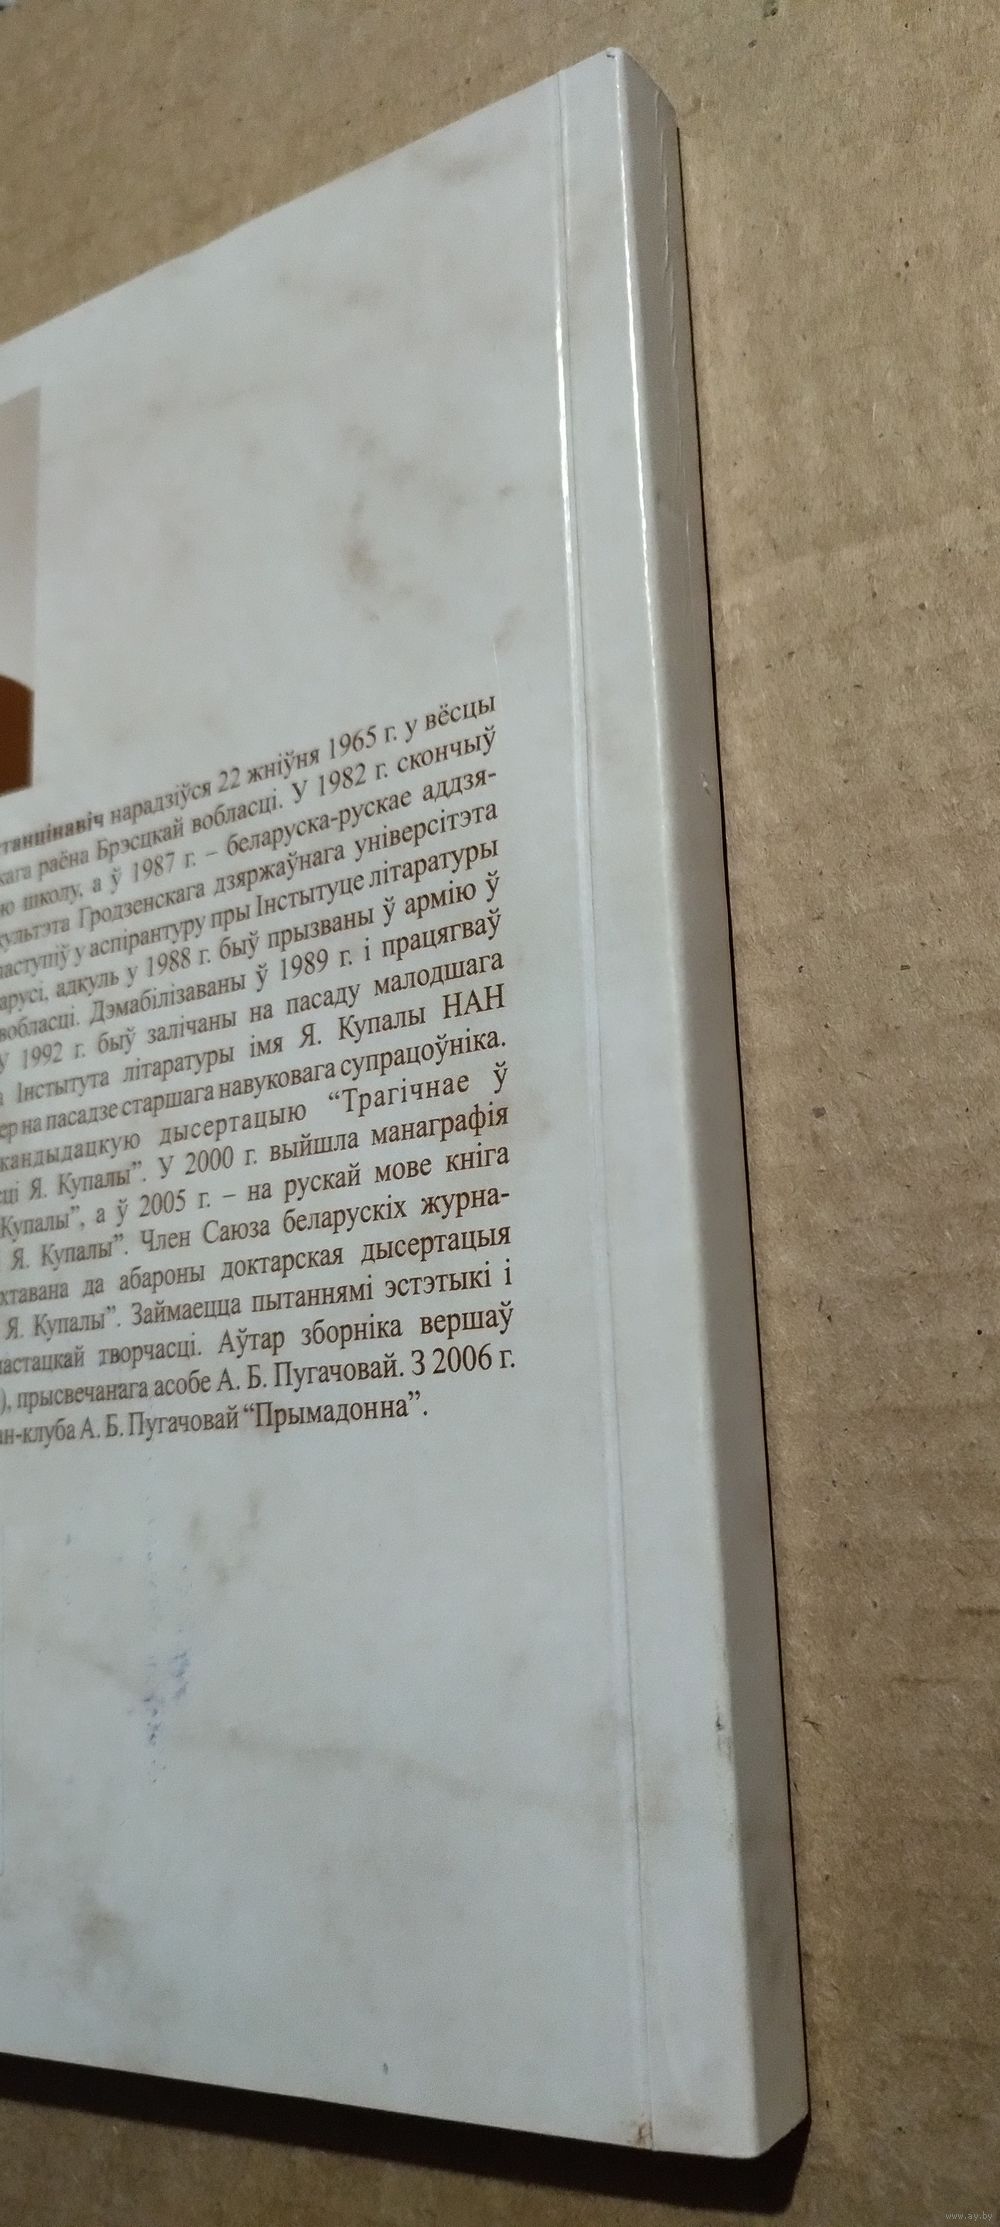 нарадзіўся 22 жніўня 1965 г. у вёсцы
раёна Брэсцкай вобласці. У 1982 г. скончыў
школу, а ў 1987 г. – беларуска-рускае аддзя-
Гродзенскага дзяржаўнага універсітэта
паступіў у аспірантуру пры Інстытуце літаратуры
адкуль у 1988 г. быў прызваны ў армію ў
вобласці. Дэмабілізаваны ў 1989 г. і працягваў
У 1992 г. быў залічаны на пасаду малодшага
Інстытута літаратуры імя Я. Купалы НАН
на пасадзе старшага навуковага супрацоўніка.
кандыдацкую дысертацыю “Трагічнае ў
Я. Купалы”. У 2000 г. выйшла манаграфія
Купалы”, а ў 2005 г. – на рускай мове кніга
Я. Купалы”. Член Саюза беларускіх журна-
да абароны доктарская дысертацыя
Я. Купалы”. Займаецца пытаннямі эстэтыкі і
мастацкай творчасці. Аўтар зборніка вершаў
), прысвечанага асобе А. Б. Пугачовай. З 2006 г.
-клуба А. Б. Пугачовай “Прымадонна”.
www.ay.by